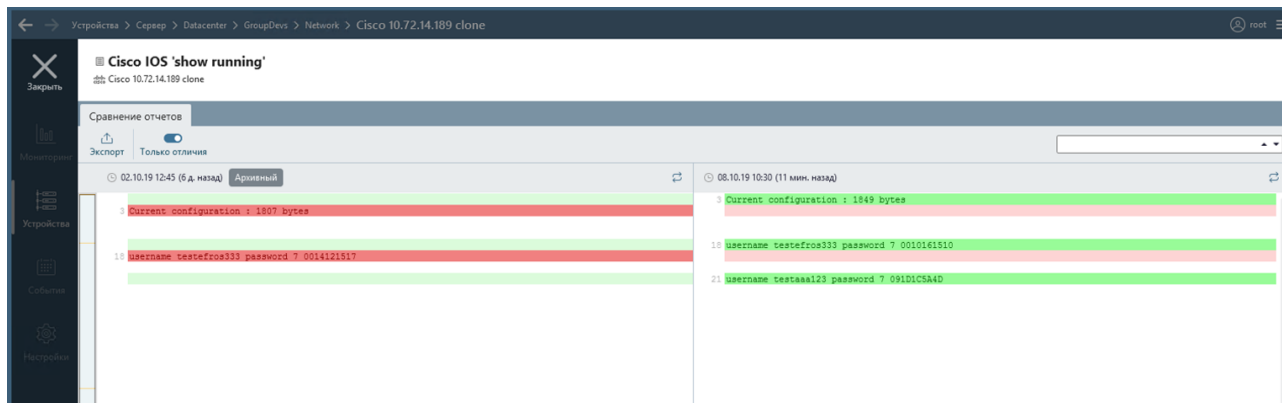 Устройства > Сервер > Datacenter > GroupDevs > Network > Cisco 10.72.14.189 clone
root
Закрыть
Cisco IOS 'show running'
Cisco 10.72.14.189 clone
Сравнение отчетов
Мониторинг
Экспорт
Только отличия
02.10.19 12:45 (6 д. назад) Архивный
08.10.19 10:30 (11 мин. назад)
3 Current configuration : 1807 bytes
18 username testefros333 password 7 0014121517
3 Current configuration : 1849 bytes
18 username testefros333 password 7 0010161510
21 username testaaa123 password 7 091D1C5A4D
Устройства
События
Настройки